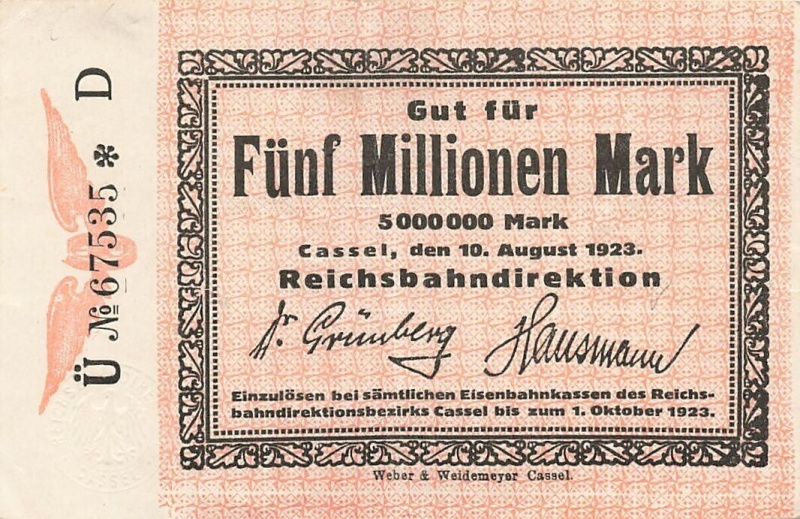 Gut für
Fünf Millionen Mark
5000000 Mark
Cassel, den 10. August 1923.
Reichsbahndirektion
Dr. Grünberg Hausmann
Einzulösen bei sämtlichen Eisenbahnkassen des Reichs-
bahndirektionsbezirks Cassel bis zum 1. Oktober 1923.
Weber & Weidemeyer Cassel.
Ü № 67535 * D